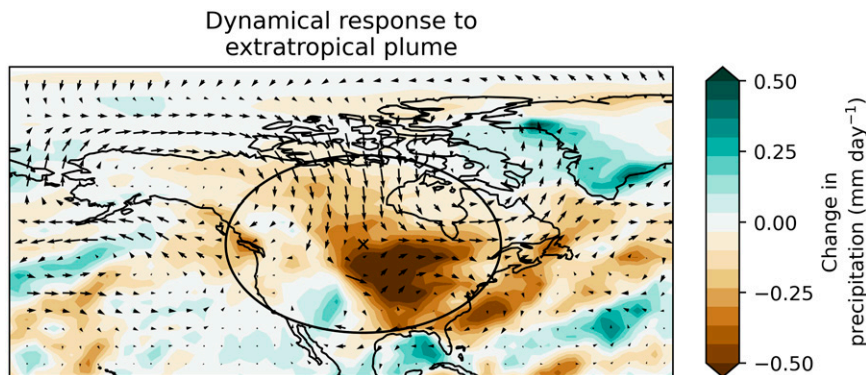 Dynamical response to
extratropical plume
0.50
0.25
0.00
−0.25
−0.50
Change in
precipitation (mm day⁻¹)